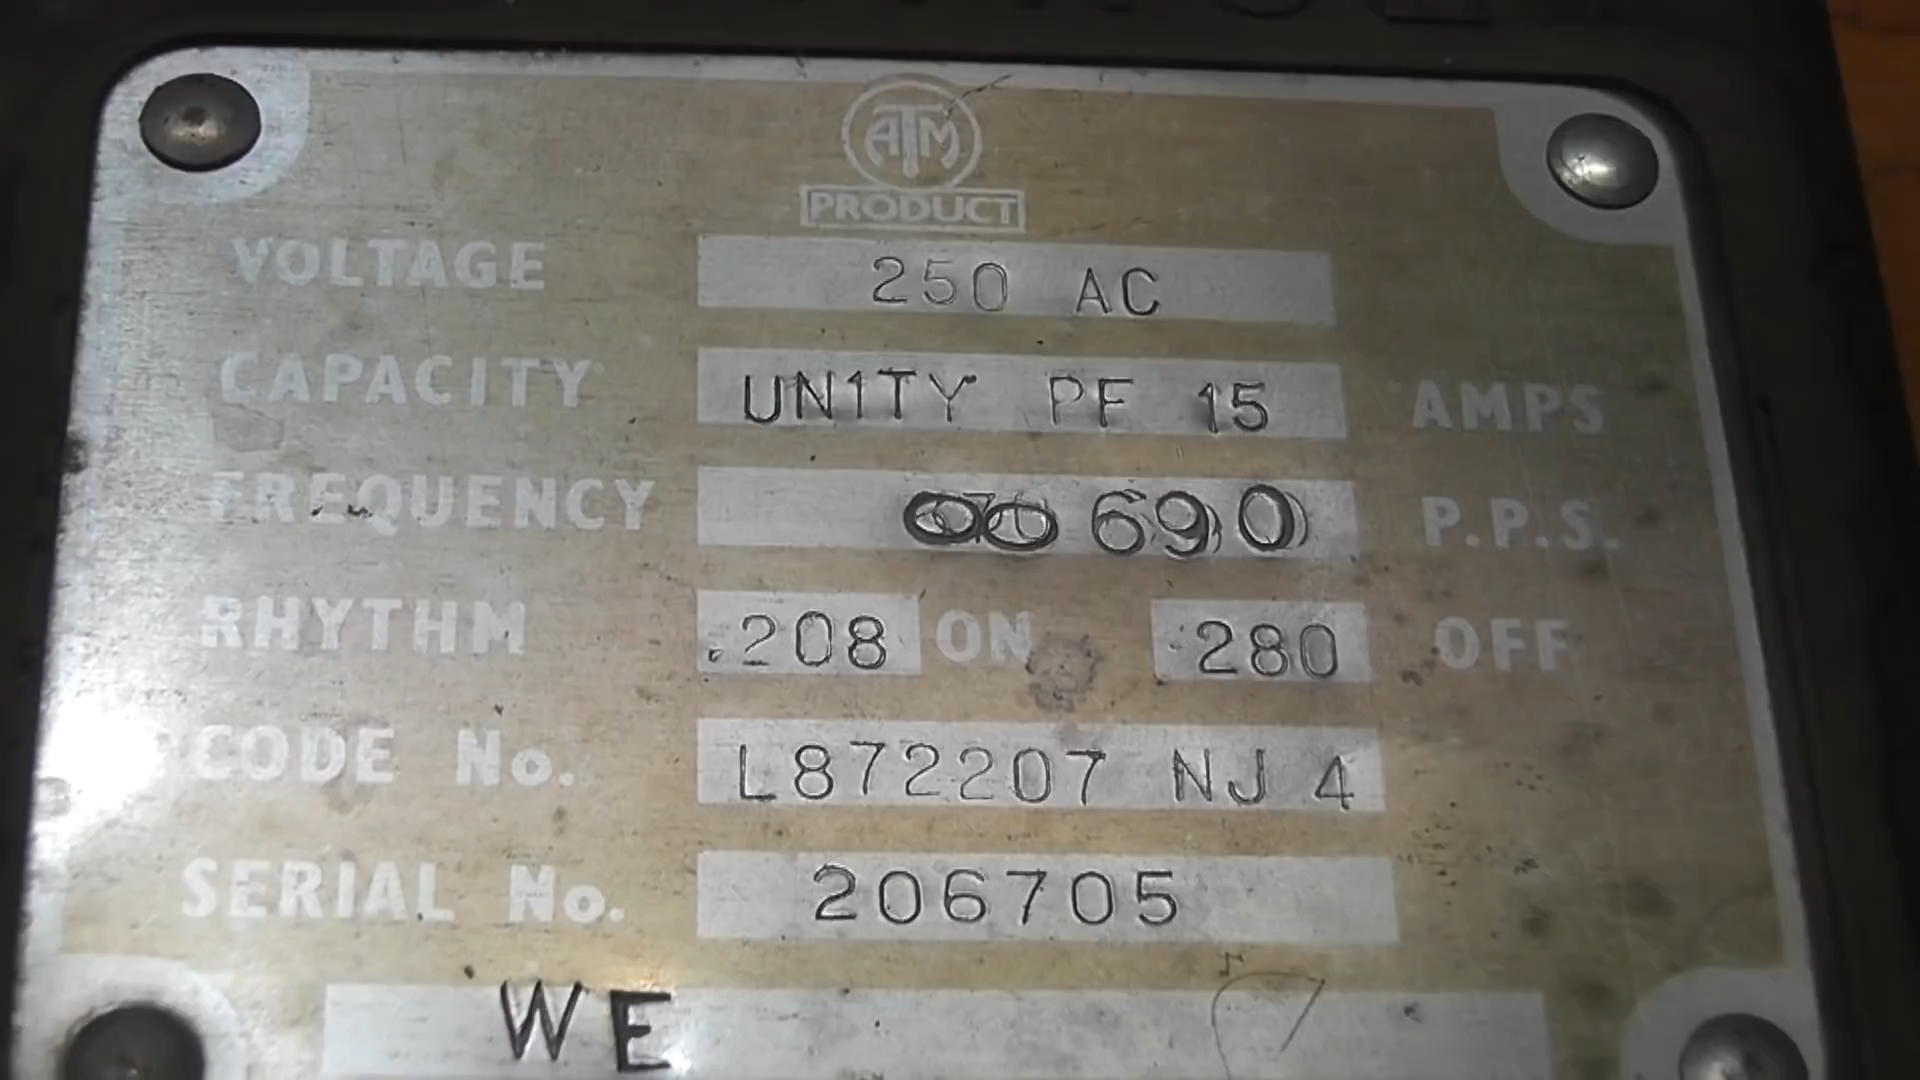 ATM
PRODUCT
VOLTAGE 250 AC
CAPACITY UN1TY PF 15 AMPS
FREQUENCY 690 P.P.S.
RHYTHM .208 ON .280 OFF
CODE No. L872207 NJ 4
SERIAL No. 206705
WE